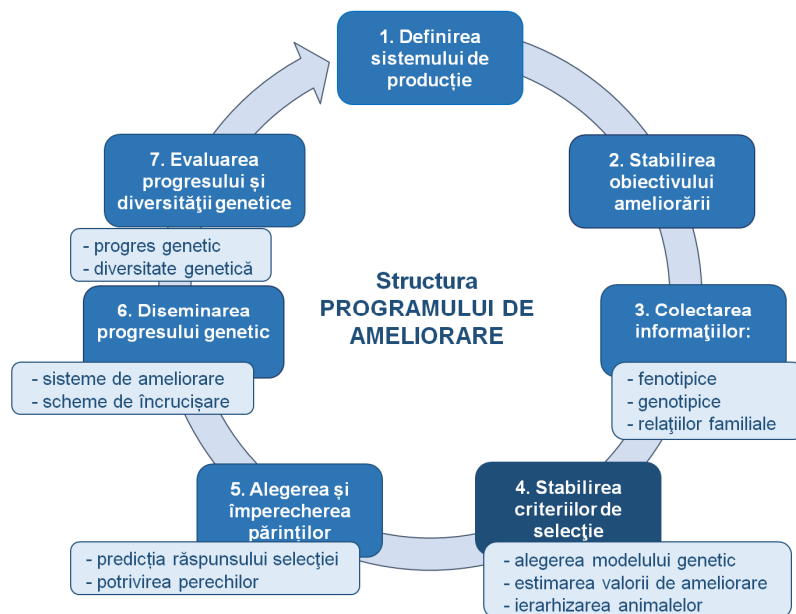 1. Definirea
sistemului de
producție
2. Stabilirea
obiectivului
ameliorării
3. Colectarea
informaţiilor:
- fenotipice
- genotipice
- relaţiilor familiale
4. Stabilirea
criteriilor de
selecţie
- alegerea modelului genetic
- estimarea valorii de ameliorare
- ierarhizarea animalelor
5. Alegerea și
împerecherea
părinților
- predicția răspunsului selecţiei
- potrivirea perechilor
6. Diseminarea
progresului genetic
- sisteme de ameliorare
- scheme de încrucișare
7. Evaluarea
progresului și
diversităţii genetice
- progres genetic
- diversitate genetică
Structura
PROGRAMULUI DE
AMELIORARE